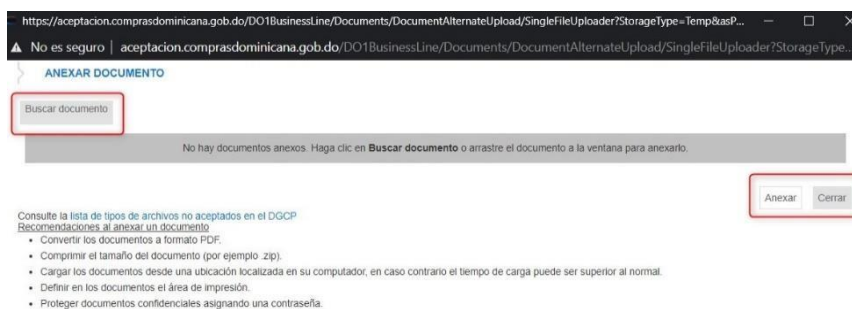 https://aceptacion.comprasdominicana.gob.do/DO1BusinessLine/Documents/DocumentAlternateUpload/SingleFileUploader?StorageType=Temp&asP...
No es seguro | aceptacion.comprasdominicana.gob.do/DO1BusinessLine/Documents/DocumentAlternateUpload/SingleFileUploader?StorageType...
ANEXAR DOCUMENTO
Buscar documento
No hay documentos anexos. Haga clic en Buscar documento o arrastre el documento a la ventana para anexarlo.
Anexar Cerrar
Consulte la lista de tipos de archivos no aceptados en el DGCP
Recomendaciones al anexar un documento
• Convertir los documentos a formato PDF.
• Comprimir el tamaño del documento (por ejemplo .zip).
• Cargar los documentos desde una ubicación localizada en su computador, en caso contrario el tiempo de carga puede ser superior al normal.
• Definir en los documentos el área de impresión.
• Proteger documentos confidenciales asignando una contraseña.